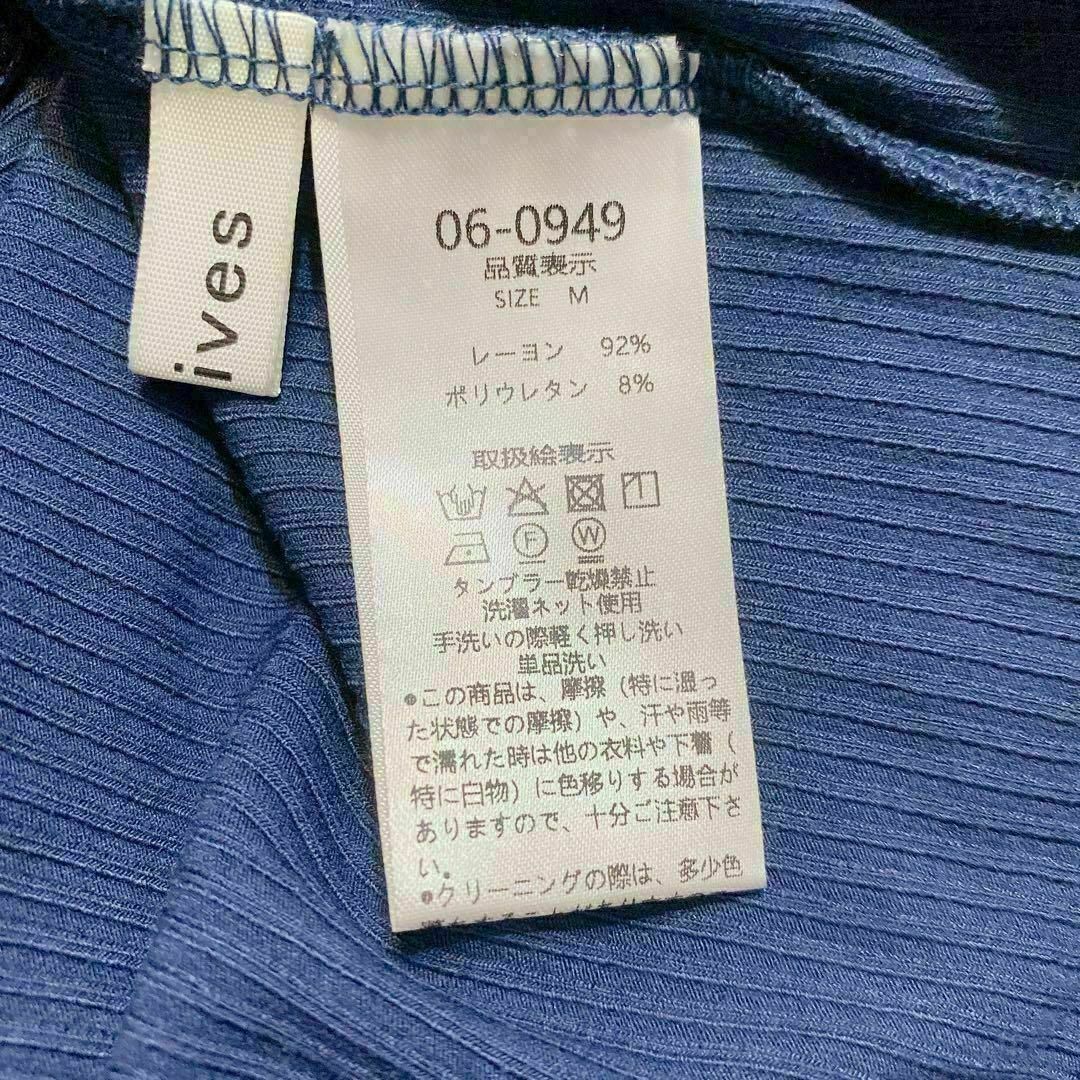 ives
06-0949
品質表示
SIZE M
レーヨン 92%
ポリウレタン 8%
取扱絵表示
F W
タンブラー乾燥禁止
洗濯ネット使用
手洗いの際軽く押し洗い
単品洗い
●この商品は、摩擦(特に湿っ
た状態での摩擦)や、汗や雨等
で濡れた時は他の衣料や下着(
特に白物)に色移りする場合が
ありますので、十分ご注意下さ
い。
●クリーニングの際は、多少色